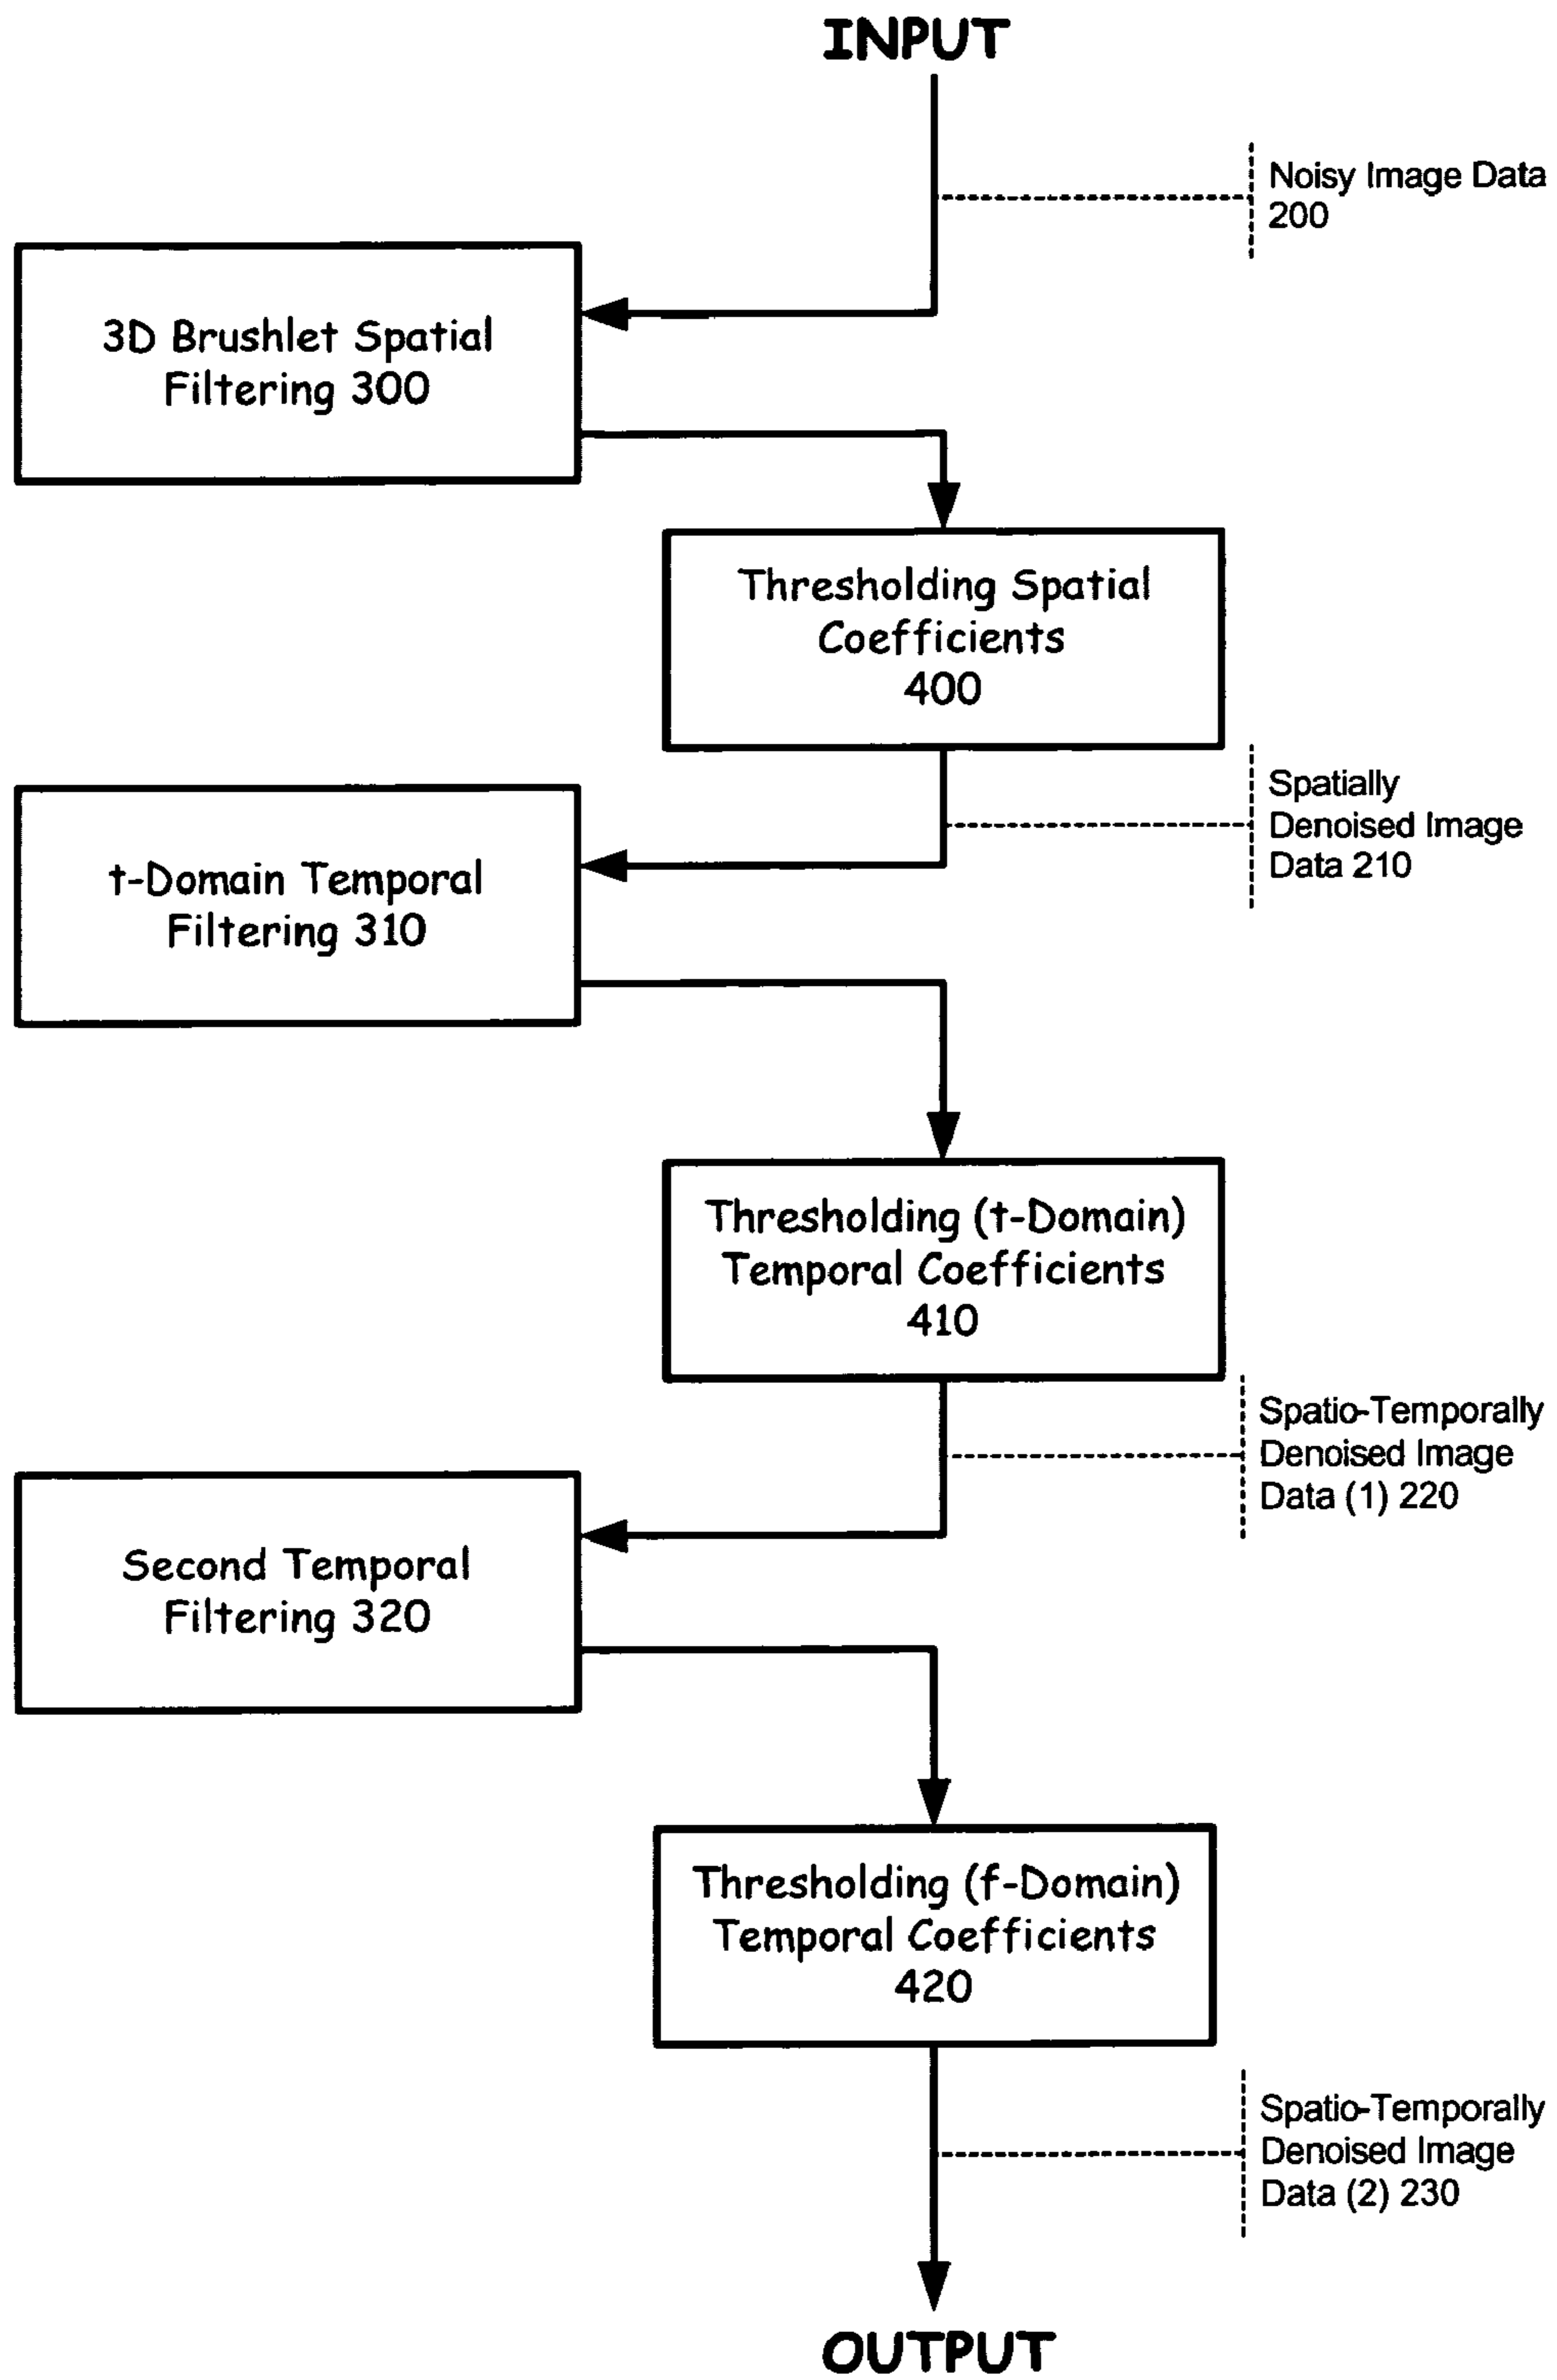 INPUT
Noisy Image Data
200
3D Brushlet Spatial
Filtering 300
Thresholding Spatial
Coefficients
400
Spatially
Denoised Image
Data 210
t-Domain Temporal
Filtering 310
Thresholding (t-Domain)
Temporal Coefficients
410
Spatio-Temporally
Denoised Image
Data (1) 220
Second Temporal
Filtering 320
Thresholding (f-Domain)
Temporal Coefficients
420
Spatio-Temporally
Denoised Image
Data (2) 230
OUTPUT